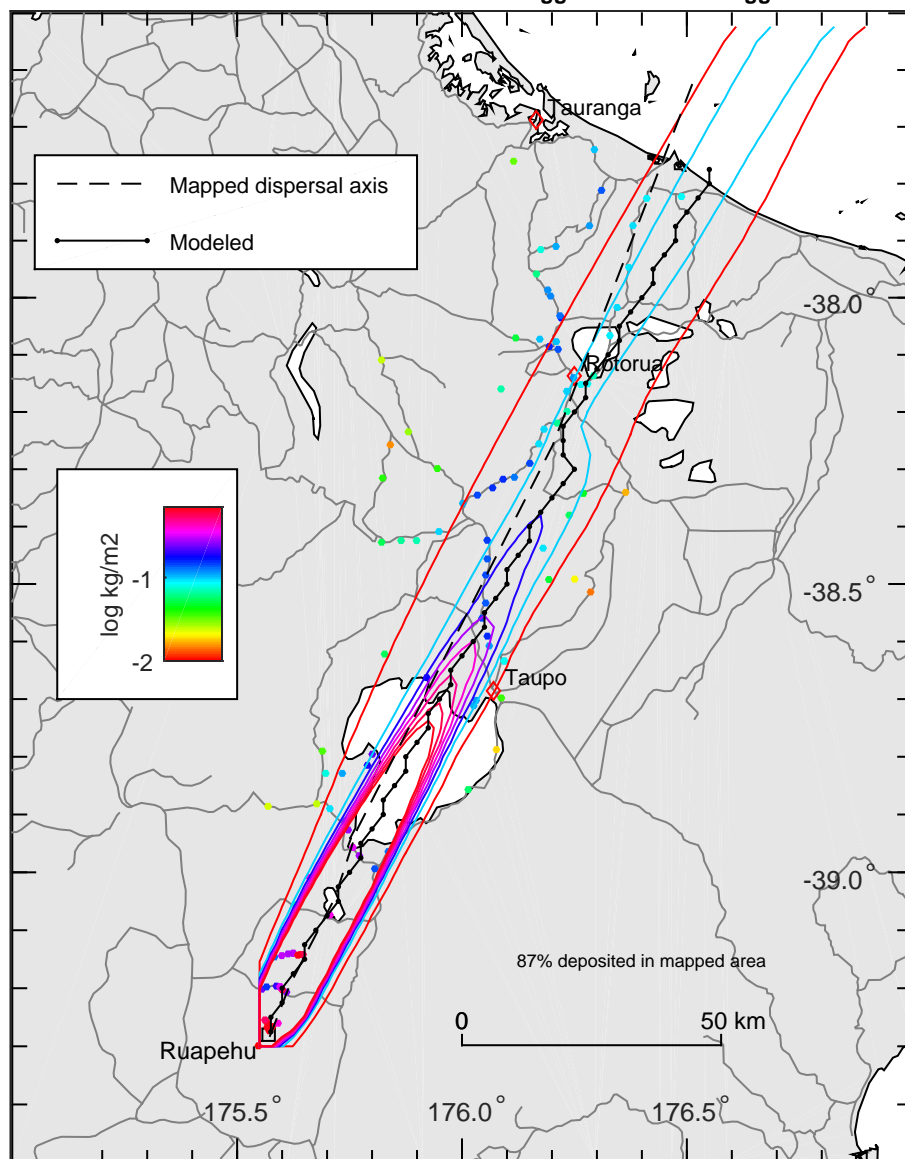 Tauranga
Mapped dispersal axis
Modeled
-38.0°
Rotorua
log kg/m2
-1
-2
-38.5°
Taupo
-39.0°
87% deposited in mapped area
0 50 km
Ruapehu
175.5° 176.0° 176.5°